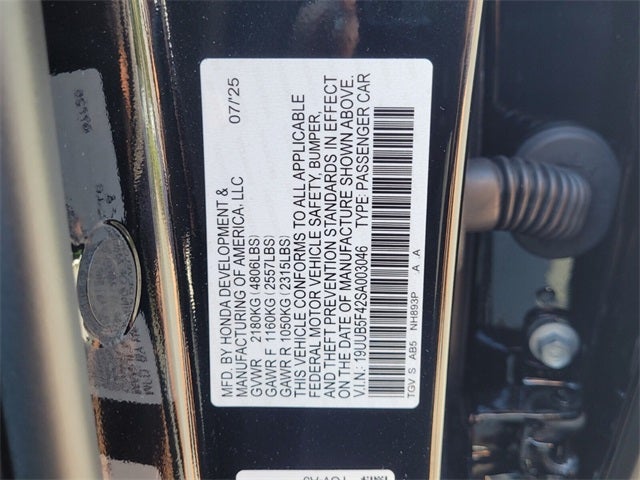 MFD. BY HONDA DEVELOPMENT & 07/25
MANUFACTURING OF AMERICA, LLC
GVWR 2180KG (4806LBS)
GAWR F 1160KG (2557LBS)
GAWR R 1050KG (2315LBS)
THIS VEHICLE CONFORMS TO ALL APPLICABLE
FEDERAL MOTOR VEHICLE SAFETY, BUMPER,
AND THEFT PREVENTION STANDARDS IN EFFECT
ON THE DATE OF MANUFACTURE SHOWN ABOVE.
V.I.N.: 19UUB5F42SA003046 TYPE: PASSENGER CAR
TGV S AB5 NH893P A A